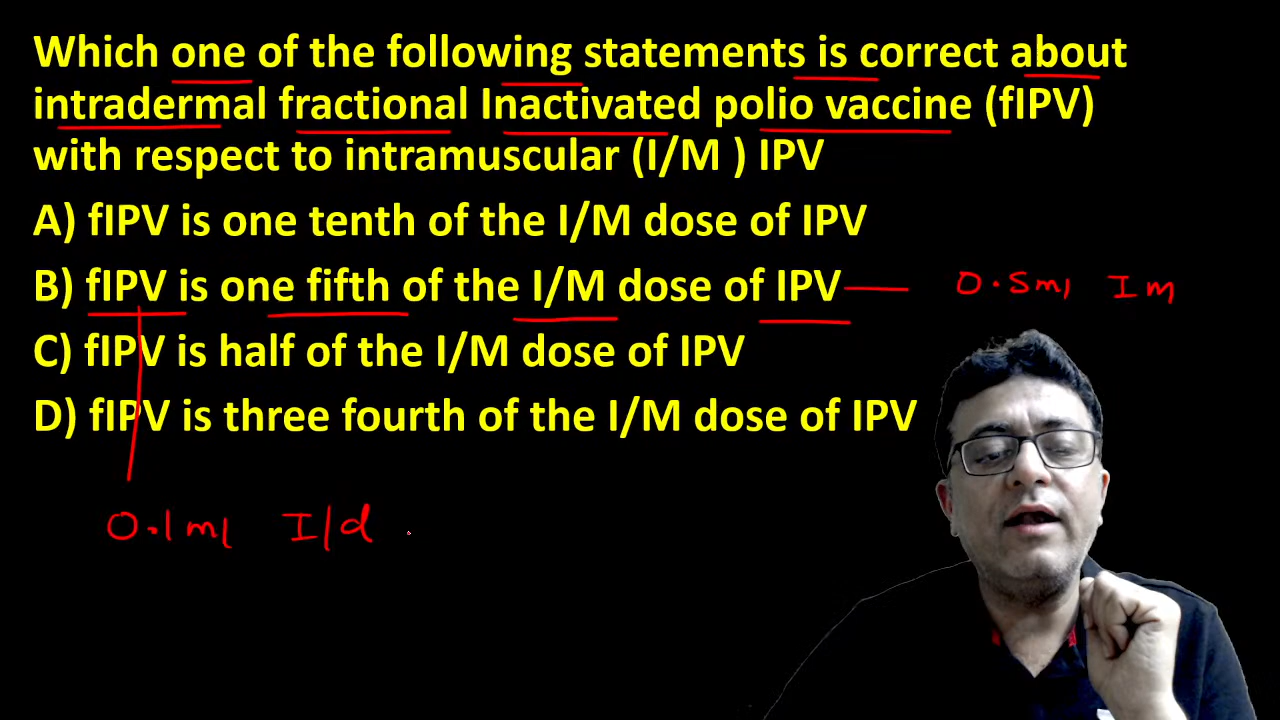 Which one of the following statements is correct about
intradermal fractional Inactivated polio vaccine (fIPV)
with respect to intramuscular (I/M ) IPV
A) fIPV is one tenth of the I/M dose of IPV
B) fIPV is one fifth of the I/M dose of IPV
0.5ml Im
C) fIPV is half of the I/M dose of IPV
D) fIPV is three fourth of the I/M dose of IPV
0.1ml I/d